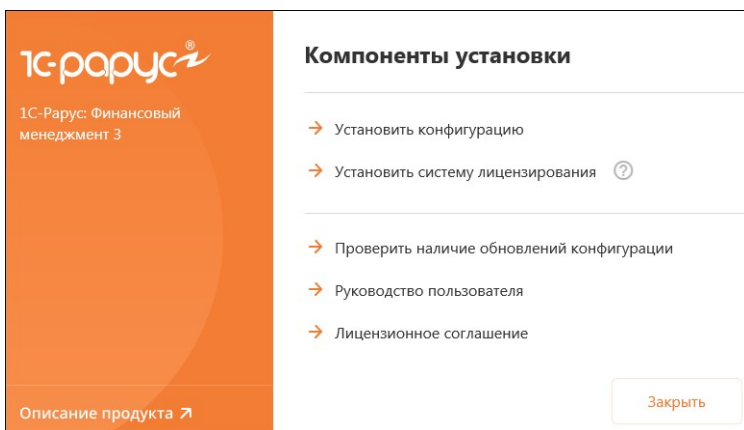 1С-рарус®
1С-Рарус: Финансовый
менеджмент 3
Описание продукта
Компоненты установки
Установить конфигурацию
Установить систему лицензирования ?
Проверить наличие обновлений конфигурации
Руководство пользователя
Лицензионное соглашение
Закрыть